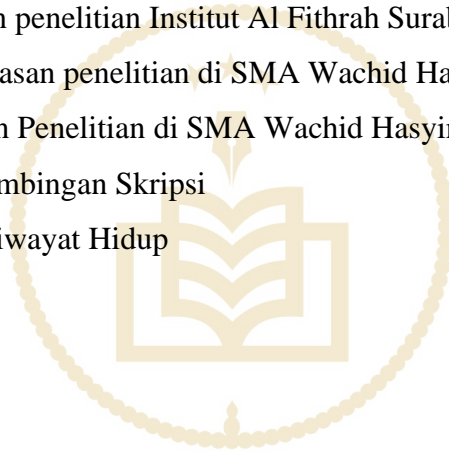 n penelitian Institut Al Fithrah Surab
asan penelitian di SMA Wachid Ha
n Penelitian di SMA Wachid Hasyin
mbingan Skripsi
iwayat Hidup